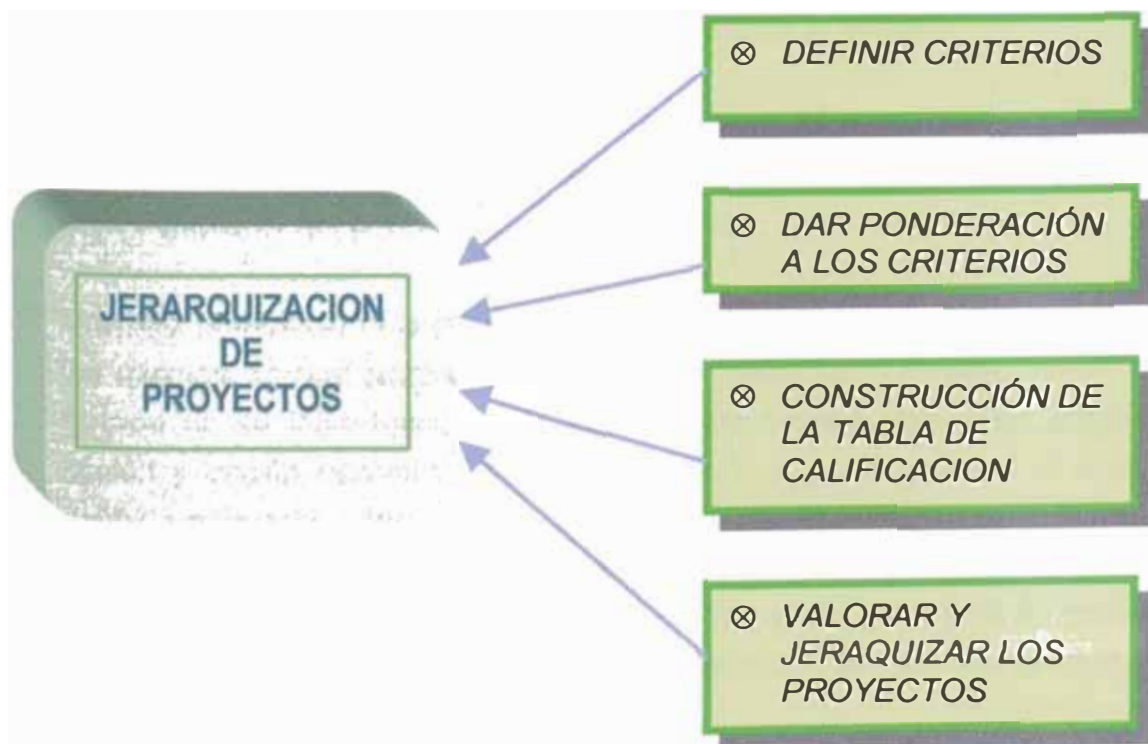 ⊗ DEFINIR CRITERIOS
⊗ DAR PONDERACIÓN
A LOS CRITERIOS
JERARQUIZACION
DE
PROYECTOS
⊗ CONSTRUCCIÓN DE
LA TABLA DE
CALIFICACION
⊗ VALORAR Y
JERAQUIZAR LOS
PROYECTOS